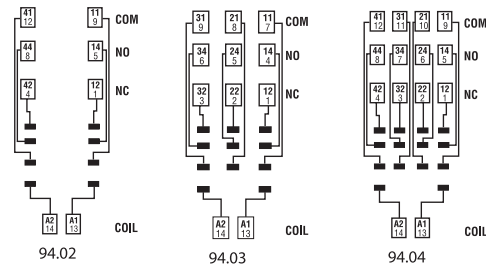 41 11 COM
12 9
44 14 NO
8 5
42 12 NC
4 1
A2 A1 COIL
14 13
94.02
31 21 11 COM
9 8 7
34 24 14 NO
6 5 4
32 22 12 NC
3 2 1
A2 A1 COIL
14 13
94.03
41 31 21 11 COM
12 11 10 9
44 34 24 14 NO
8 7 6 5
42 32 22 12 NC
4 3 2 1
A2 A1 COIL
14 13
94.04